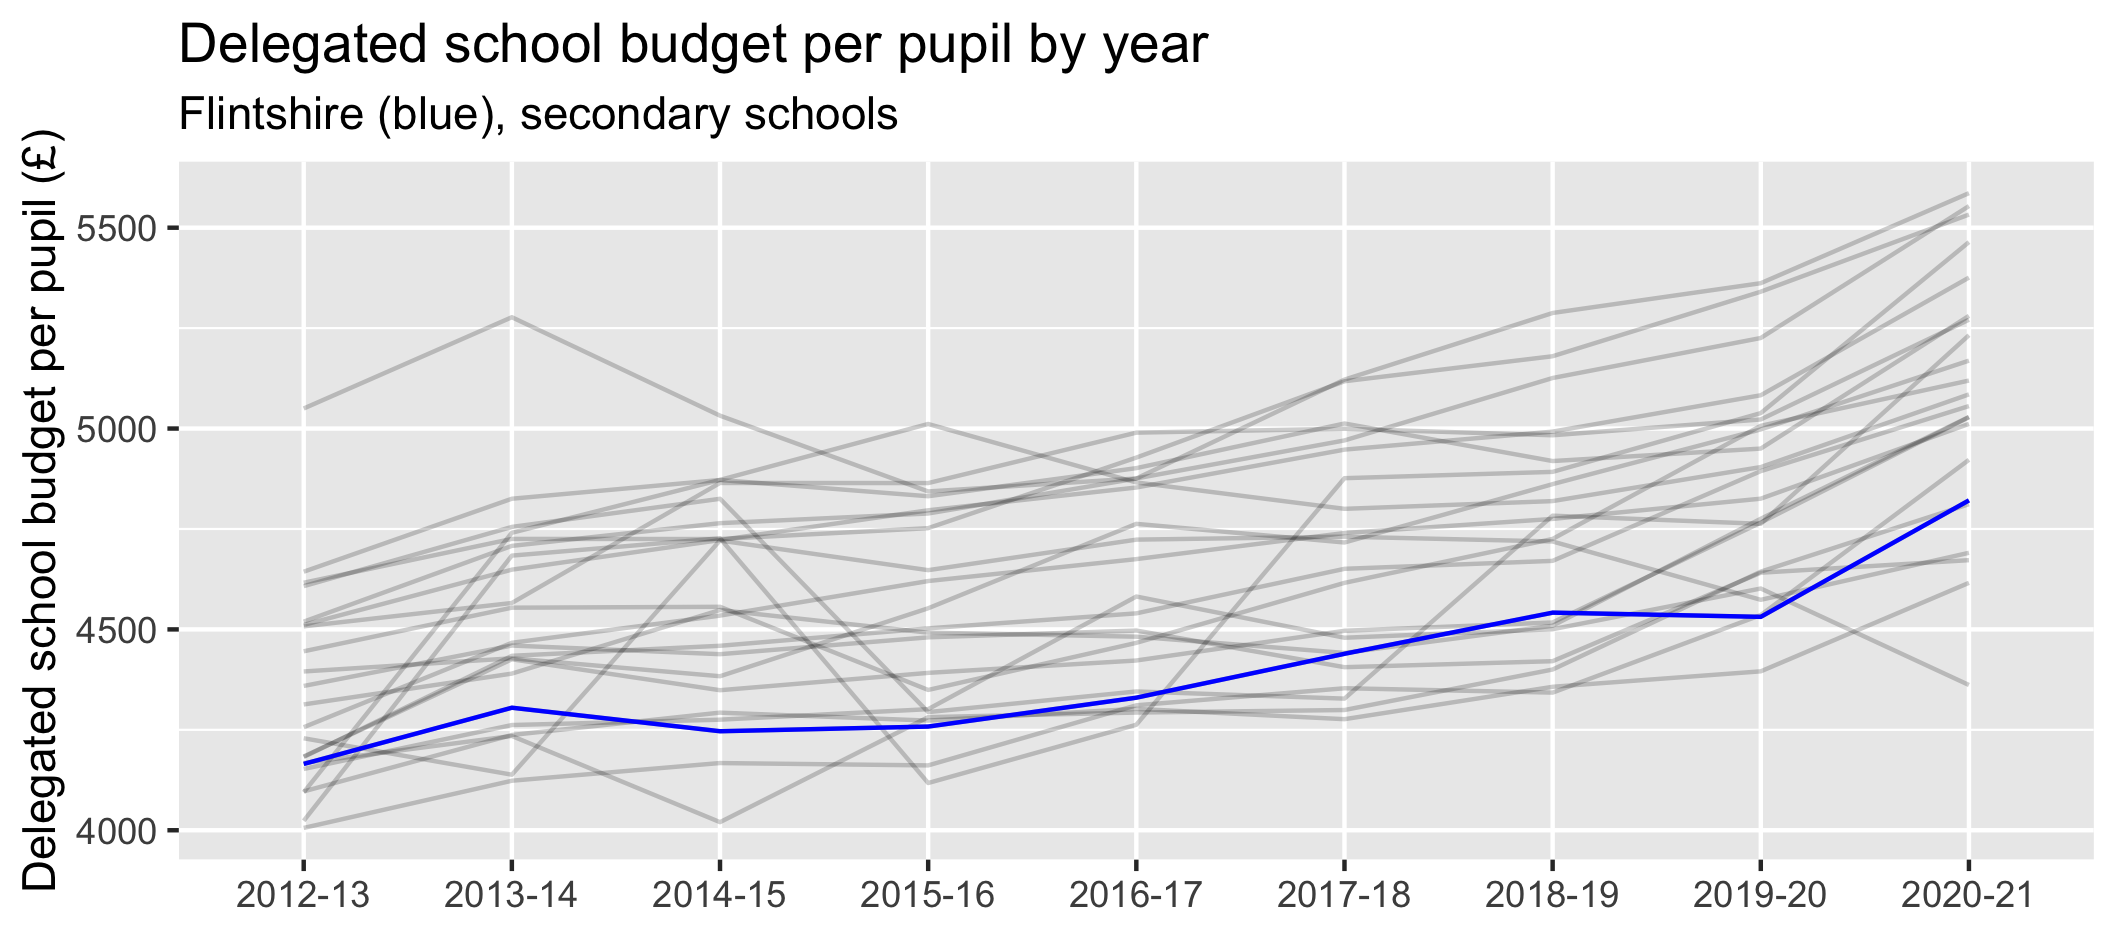 Delegated school budget per pupil by year
Flintshire (blue), secondary schools
Delegated school budget per pupil (£)
5500
5000
4500
4000
2012-13 2013-14 2014-15 2015-16 2016-17 2017-18 2018-19 2019-20 2020-21